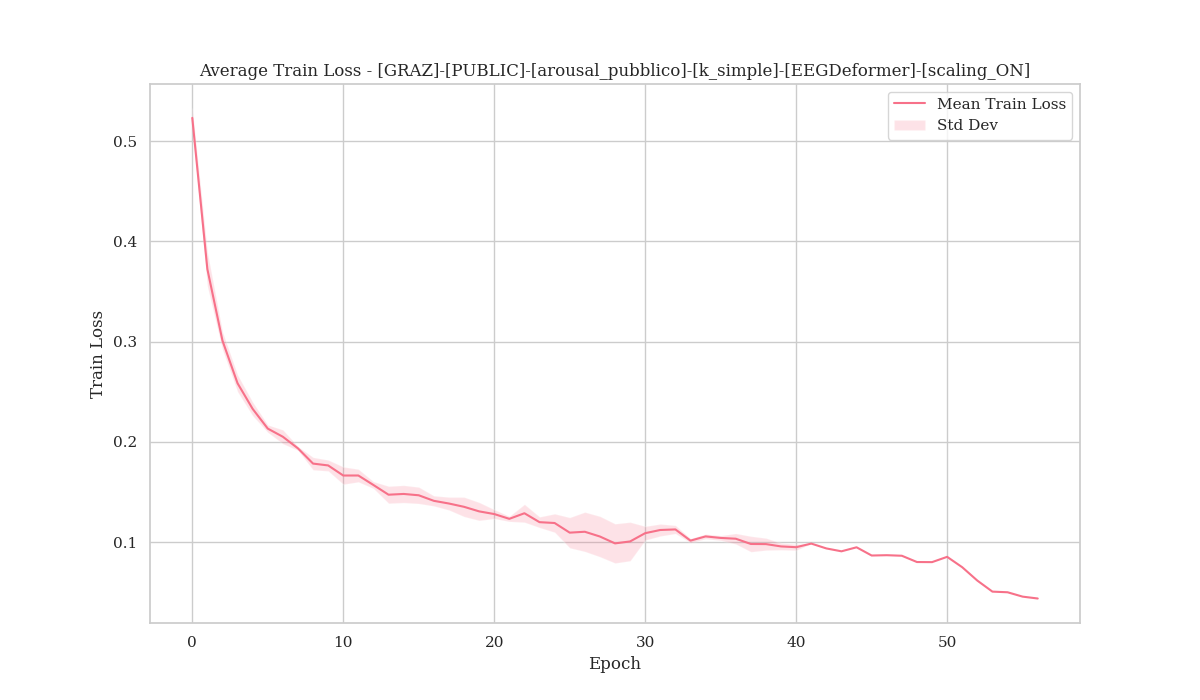 Average Train Loss - [GRAZ]-[PUBLIC]-[arousal_pubblico]-[k_simple]-[EEGDeformer]-[scaling_ON]
Mean Train Loss
Std Dev
0.5
0.4
0.3
0.2
0.1
Train Loss
0 10 20 30 40 50
Epoch